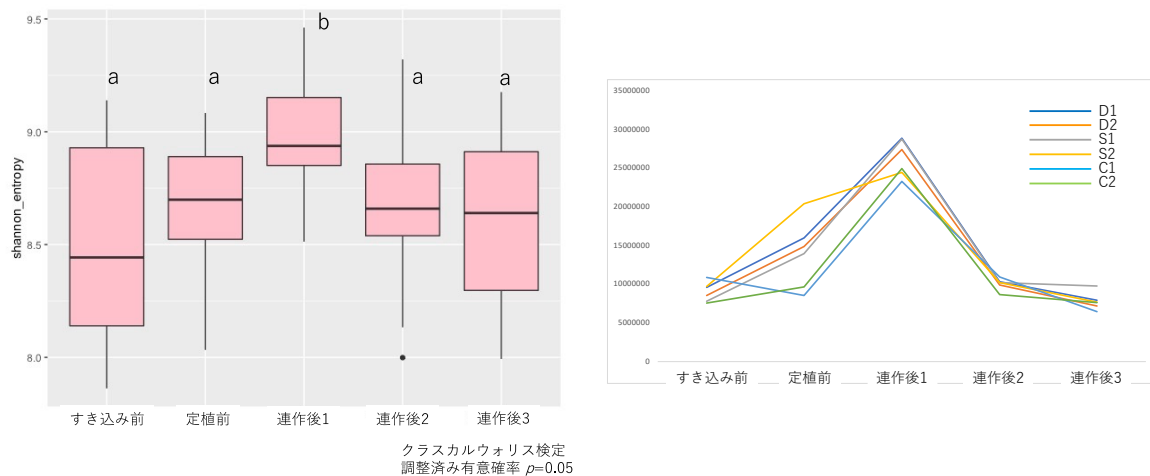 9.5
9.0
8.5
8.0
shannon_entropy
a
a
b
a
a
すき込み前
定植前
連作後1
連作後2
連作後3
クラスカルウォリス検定
調整済み有意確率 p=0.05
35000000
30000000
25000000
20000000
15000000
10000000
5000000
0
D1
D2
S1
S2
C1
C2
すき込み前
定植前
連作後1
連作後2
連作後3